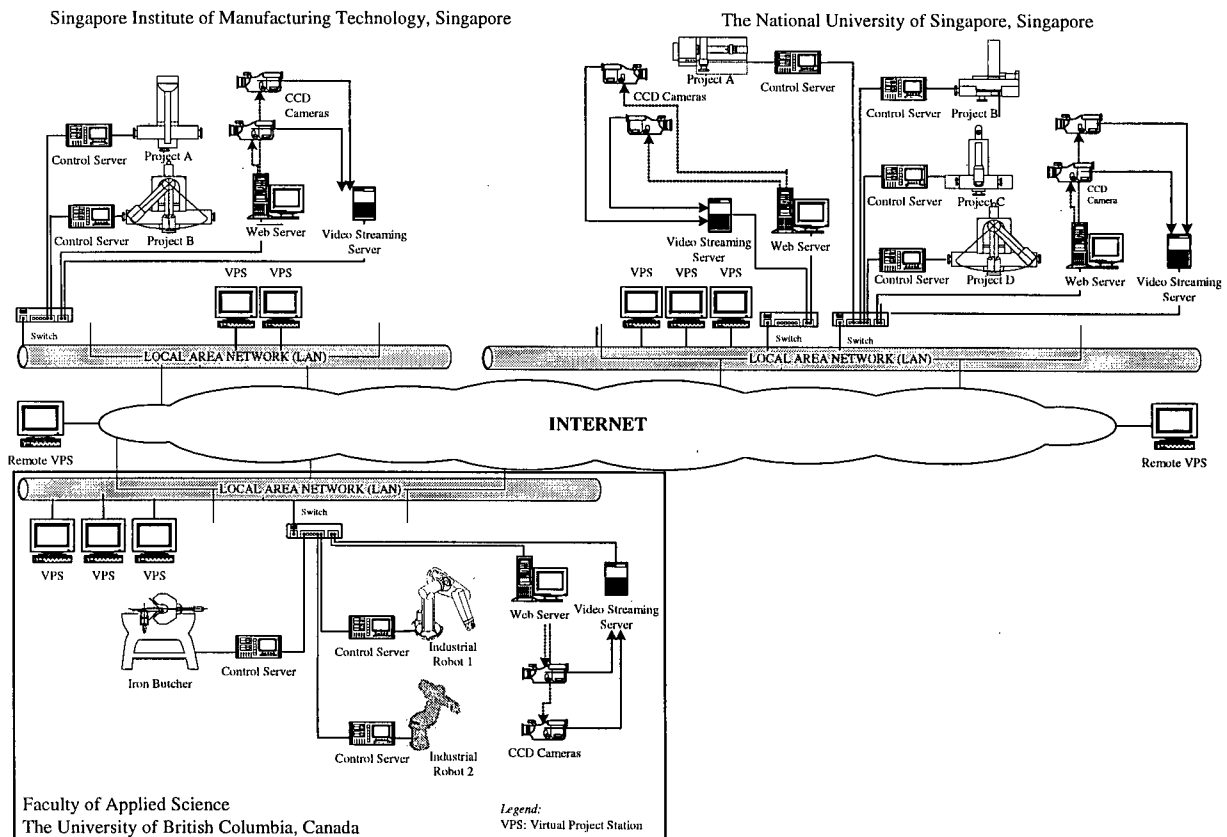 Singapore Institute of Manufacturing Technology, Singapore
The National University of Singapore, Singapore
CCD
Cameras
Control Server
Project A
Control Server
Project B
Web Server
Video Streaming
Server
VPS
VPS
Switch
LOCAL AREA NETWORK (LAN)
CCD Cameras
Project A
Control
Server
Control Server
Project B
Control Server
Project C
CCD
Camera
Video Streaming
Server
Web Server
Control Server
Project D
Web Server
Video Streaming
Server
VPS
VPS
VPS
Switch
Switch
LOCAL AREA NETWORK (LAN)
INTERNET
Remote VPS
Remote VPS
LOCAL AREA NETWORK (LAN)
Switch
VPS
VPS
VPS
Iron Butcher
Control Server
Control Server
Industrial
Robot 1
Control Server
Industrial
Robot 2
Web Server
Video Streaming
Server
CCD Cameras
Faculty of Applied Science
The University of British Columbia, Canada
Legend:
VPS: Virtual Project Station